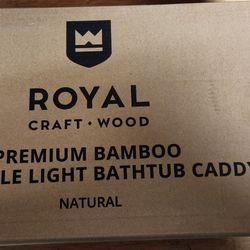 ROYAL
CRAFT • WOOD
PREMIUM BAMBOO
LIGHT BATHTUB CADDY
NATURAL